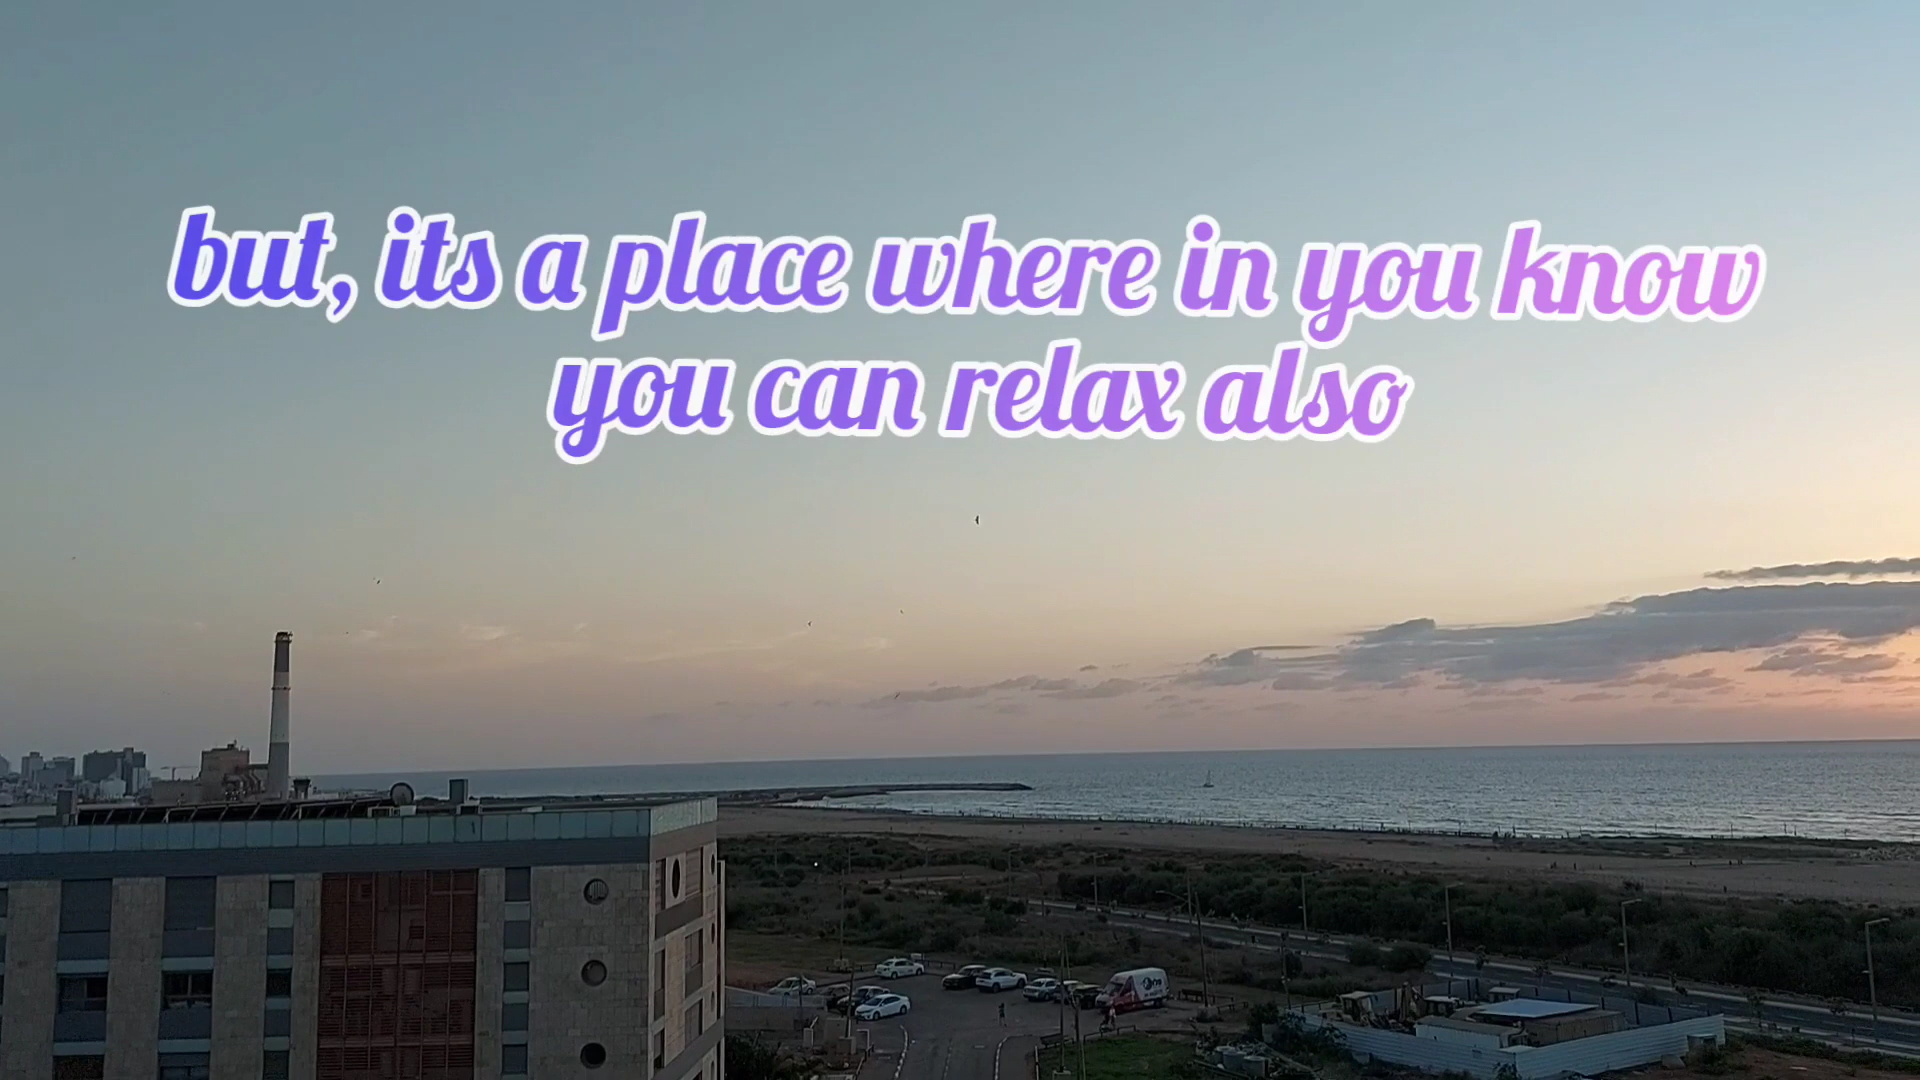 but, its a place where in you know
you can relax also